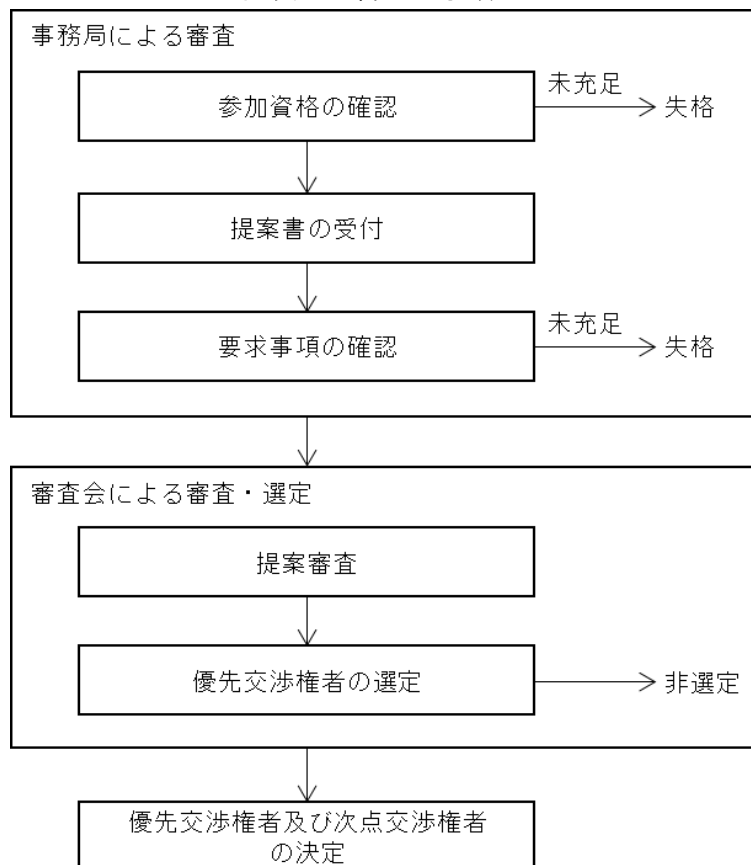 事務局による審査
参加資格の確認
未充足
失格
提案書の受付
要求事項の確認
未充足
失格
審査会による審査・選定
提案審査
優先交渉権者の選定
非選定
優先交渉権者及び次点交渉権者
の決定